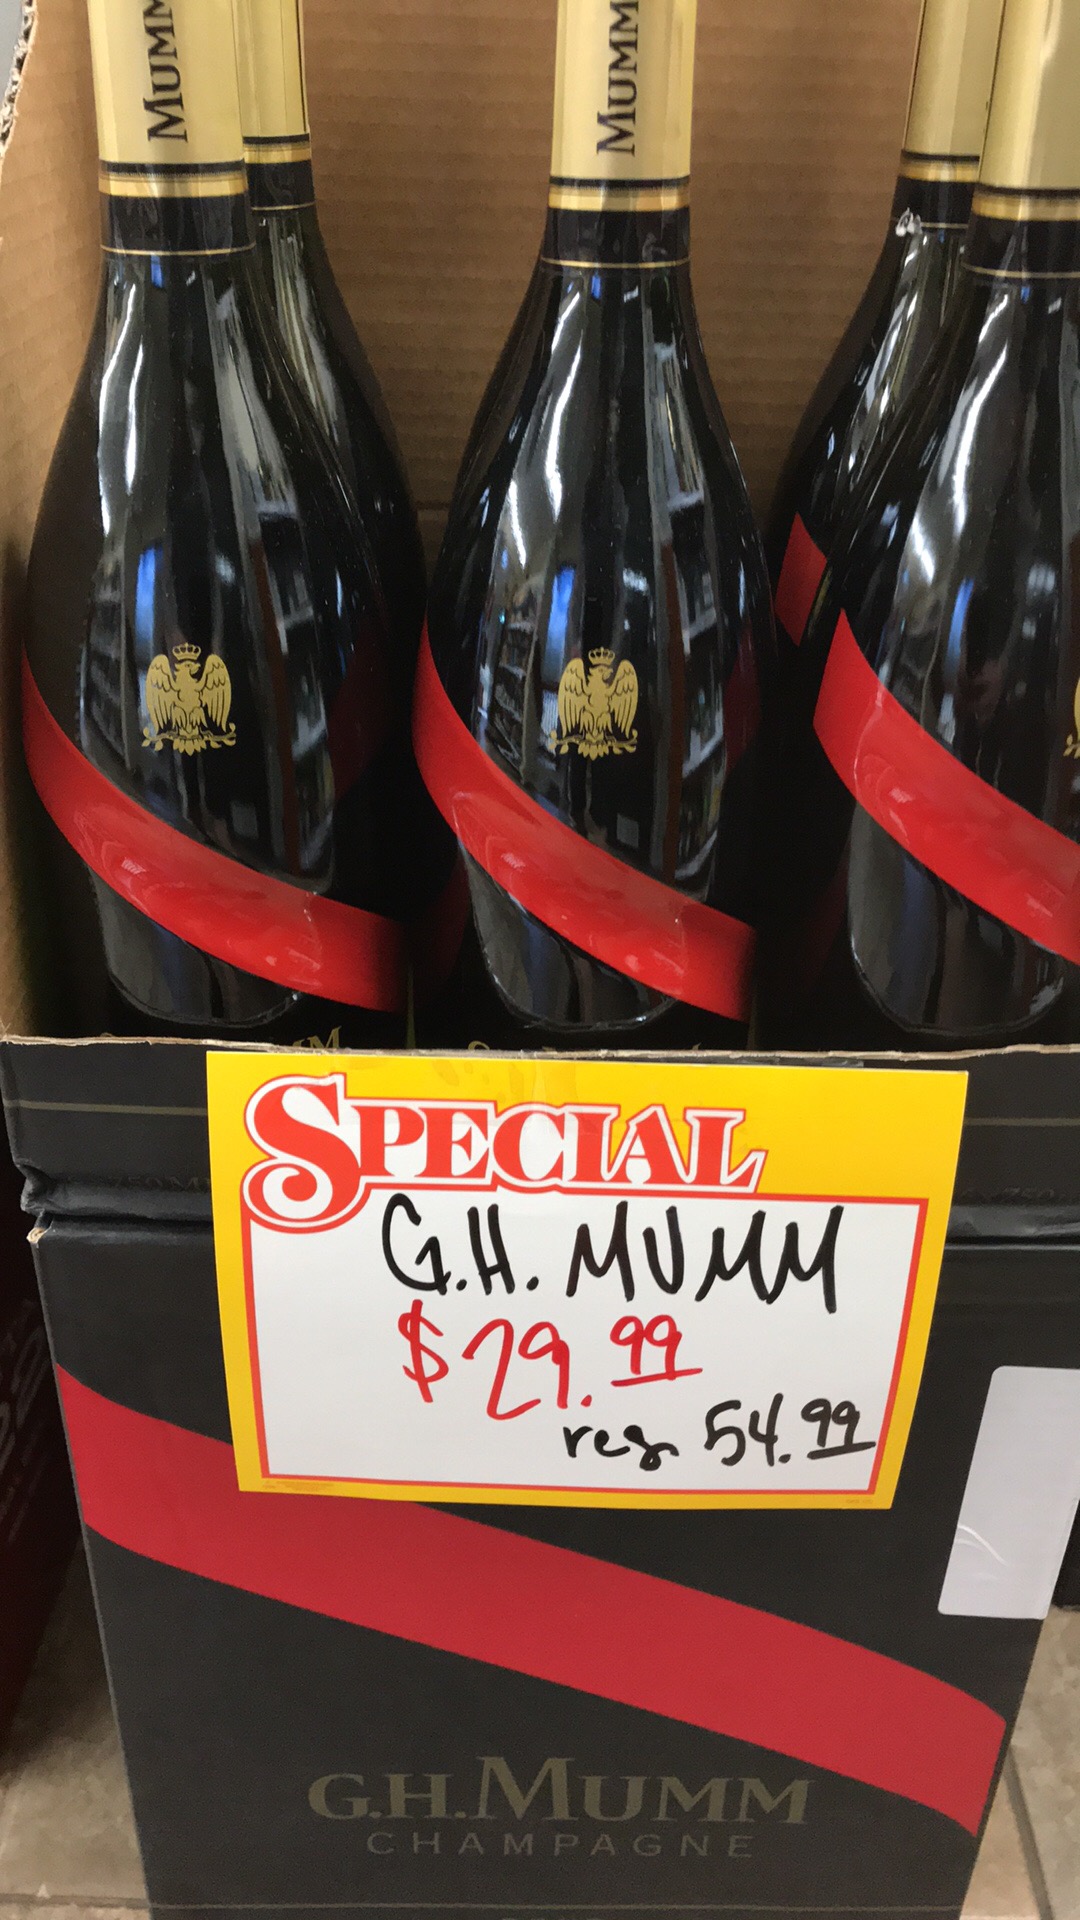 MUMM
MUMM
SPECIAL
G.H. MUMM
$29.99
reg 54.99
G.H.MUMM
CHAMPAGNE